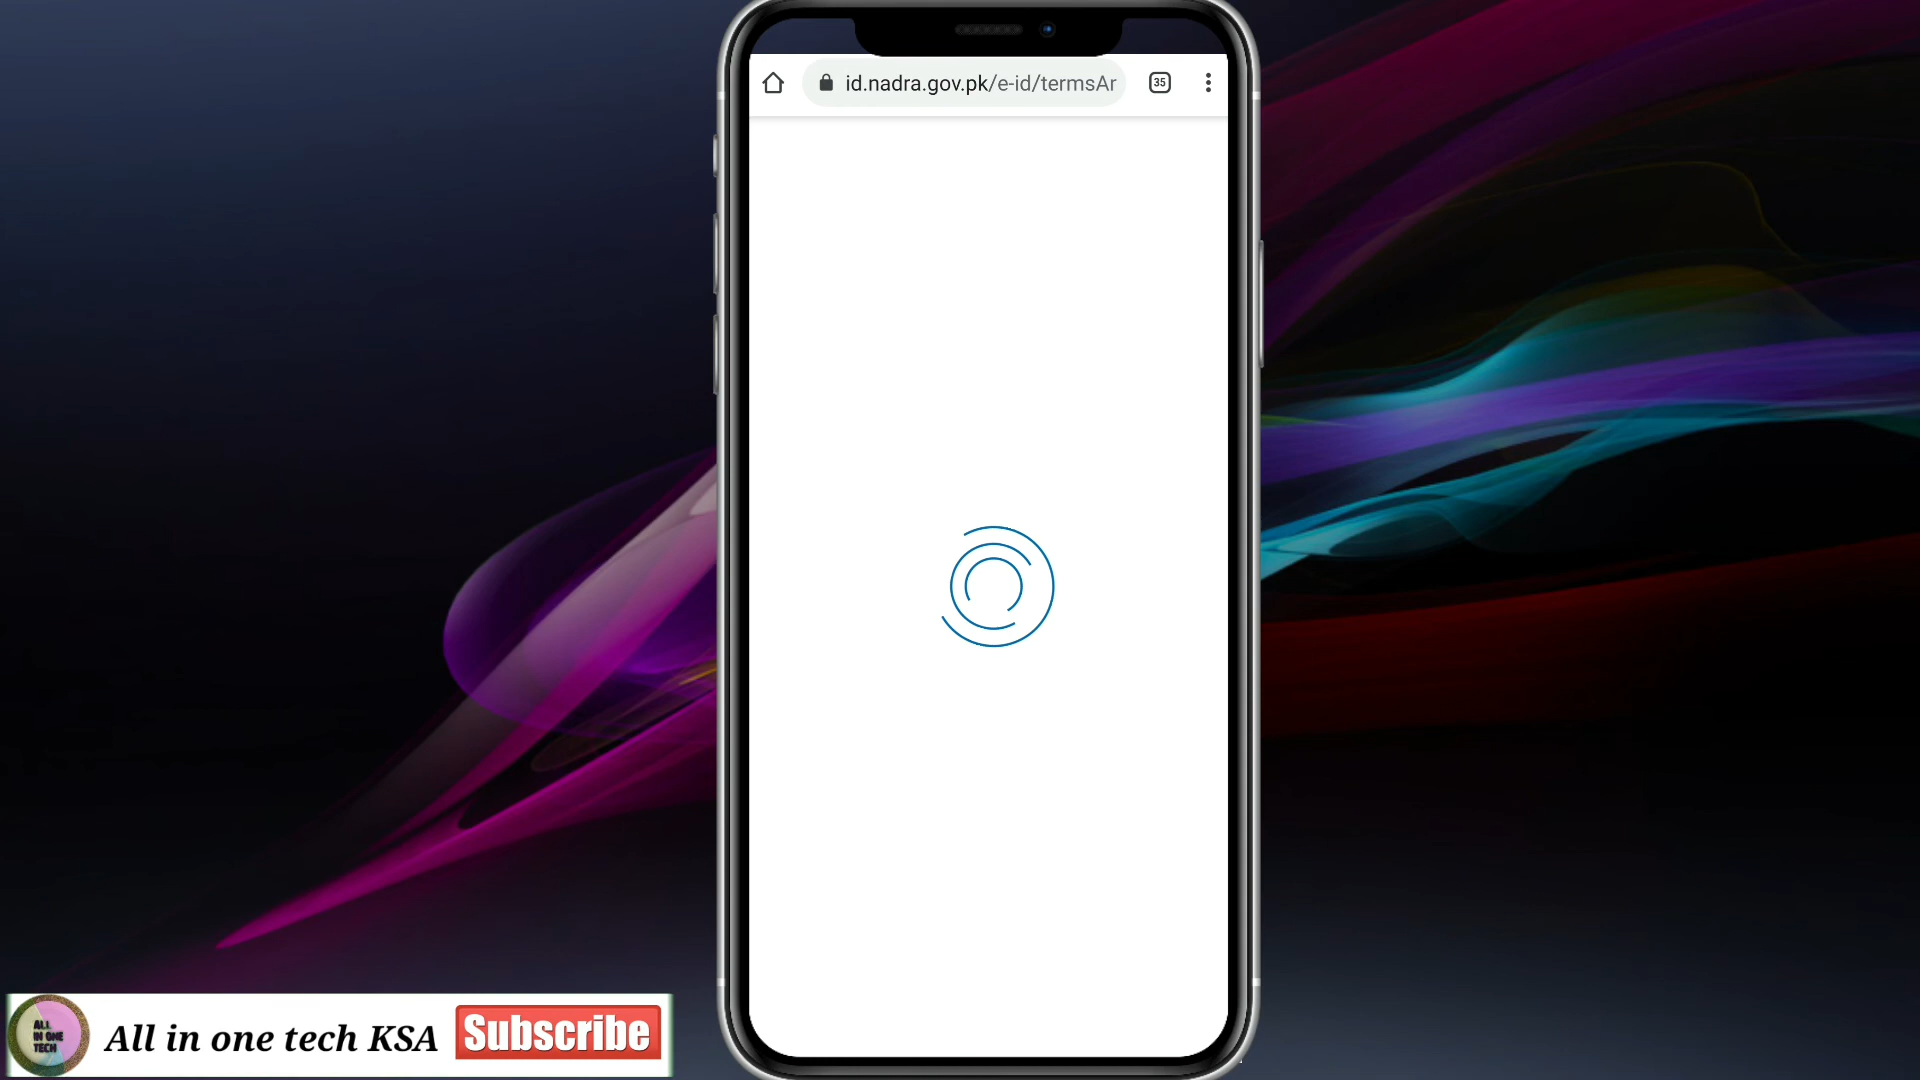 id.nadra.gov.pk/e-id/termsAr
35
ALL
IN ONE
TECH
All in one tech KSA
Subscribe